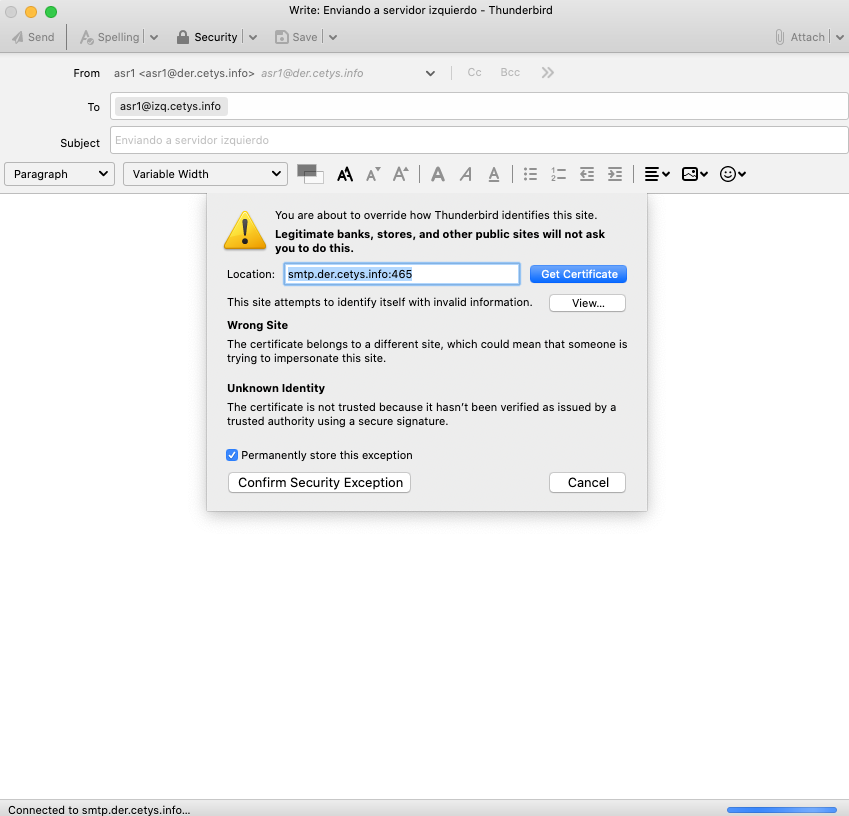 Write: Enviando a servidor izquierdo - Thunderbird
Send Spelling Security Save Attach
From asr1 <asr1@der.cetys.info> asr1@der.cetys.info Cc Bcc
To asr1@izq.cetys.info
Subject Enviando a servidor izquierdo
Paragraph Variable Width
You are about to override how Thunderbird identifies this site.
Legitimate banks, stores, and other public sites will not ask
you to do this.
Location: smtp.der.cetys.info:465 Get Certificate
This site attempts to identify itself with invalid information. View...
Wrong Site
The certificate belongs to a different site, which could mean that someone is
trying to impersonate this site.
Unknown Identity
The certificate is not trusted because it hasn't been verified as issued by a
trusted authority using a secure signature.
Permanently store this exception
Confirm Security Exception Cancel
Connected to smtp.der.cetys.info...